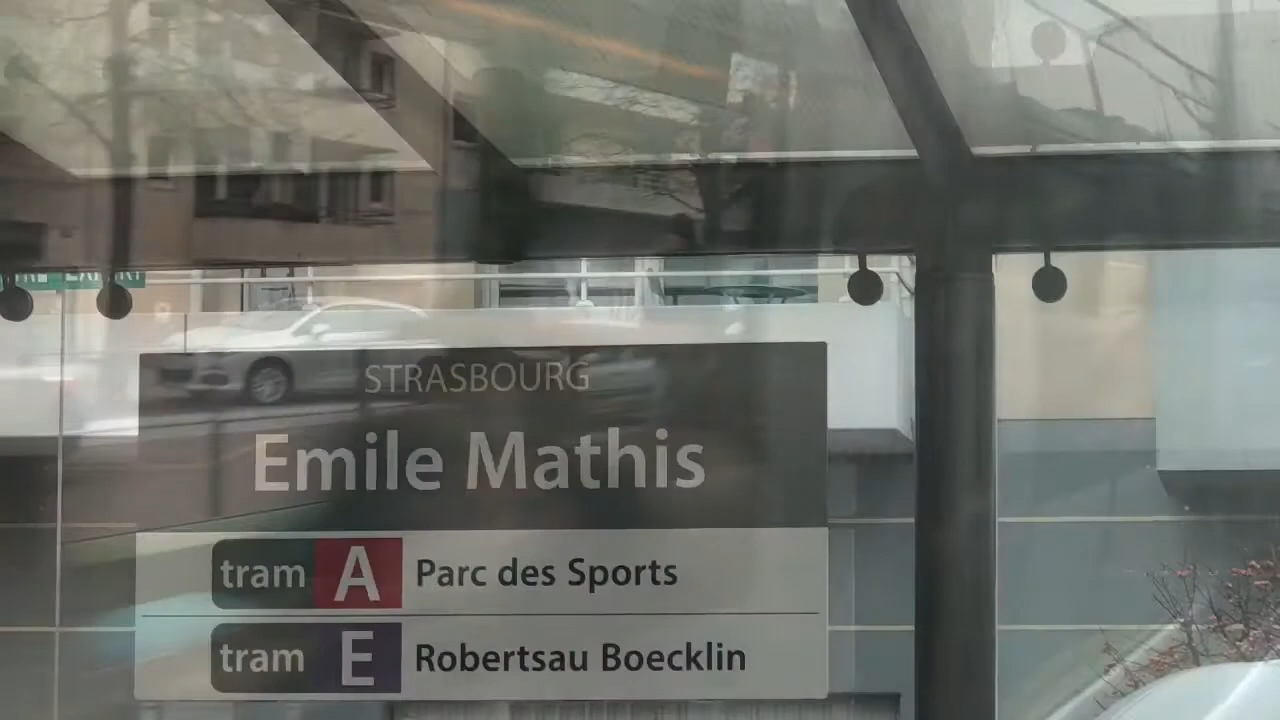 STRASBOURG
Emile Mathis
tram A Parc des Sports
tram E Robertsau Boecklin